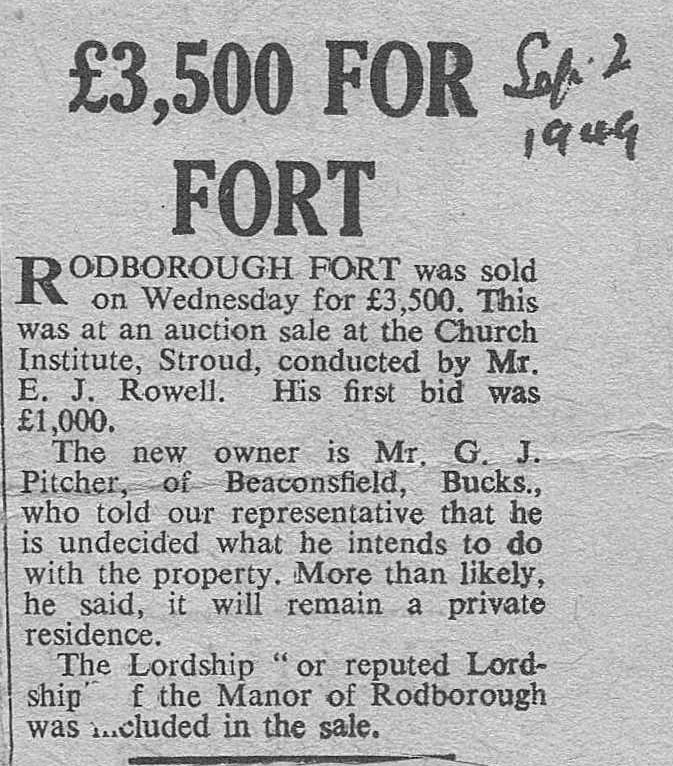 £3,500 FOR
FORT
Sep. 2
1949
RODBOROUGH FORT was sold
on Wednesday for £3,500. This
was at an auction sale at the Church
Institute, Stroud, conducted by Mr.
E. J. Rowell. His first bid was
£1,000.
The new owner is Mr. G. J.
Pitcher, of Beaconsfield, Bucks.,
who told our representative that he
is undecided what he intends to do
with the property. More than likely,
he said, it will remain a private
residence.
The Lordship "or reputed Lord-
ship" f the Manor of Rodborough
was ...cluded in the sale.